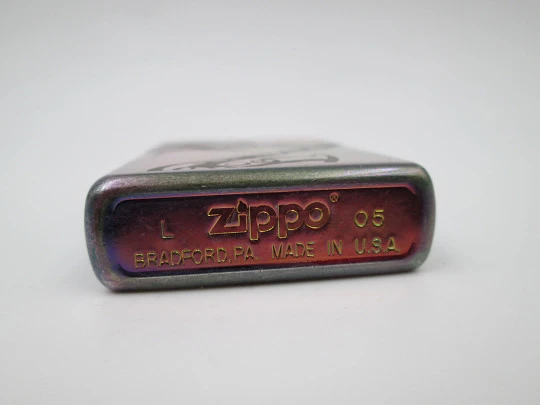 L zippo® 05
BRADFORD, PA. MADE IN U.S.A.